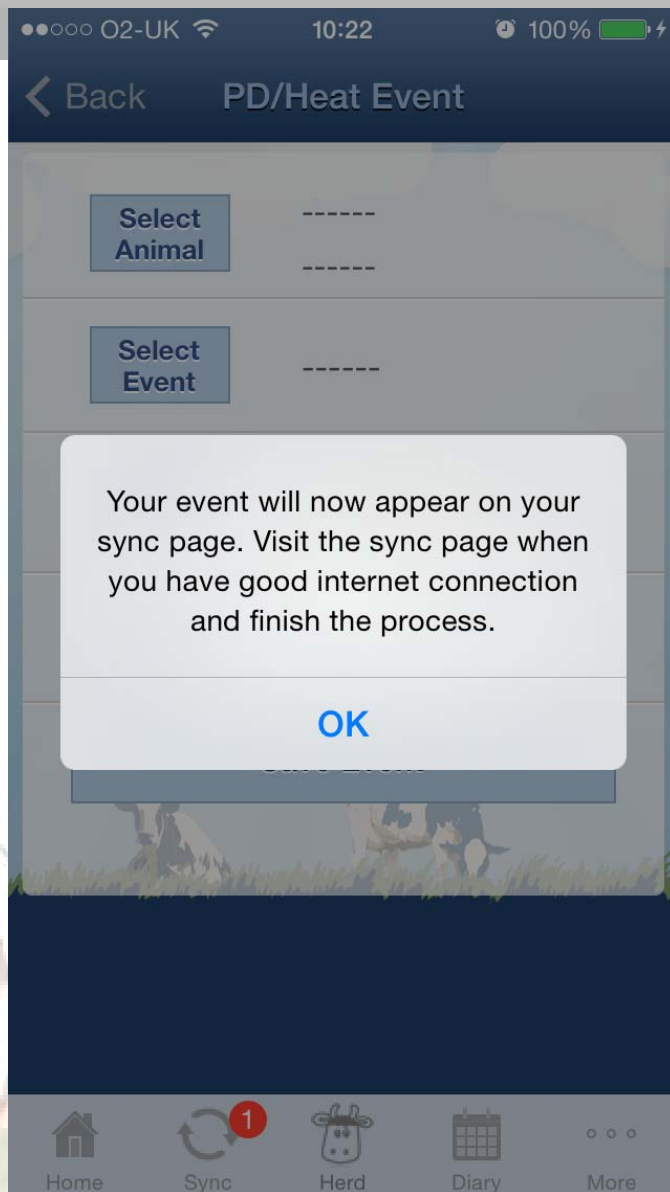 O2-UK 10:22 100%
Back PD/Heat Event
Select
Animal
------
------
Select
Event
------
Your event will now appear on your
sync page. Visit the sync page when
you have good internet connection
and finish the process.
OK
1
Home Sync Herd Diary More